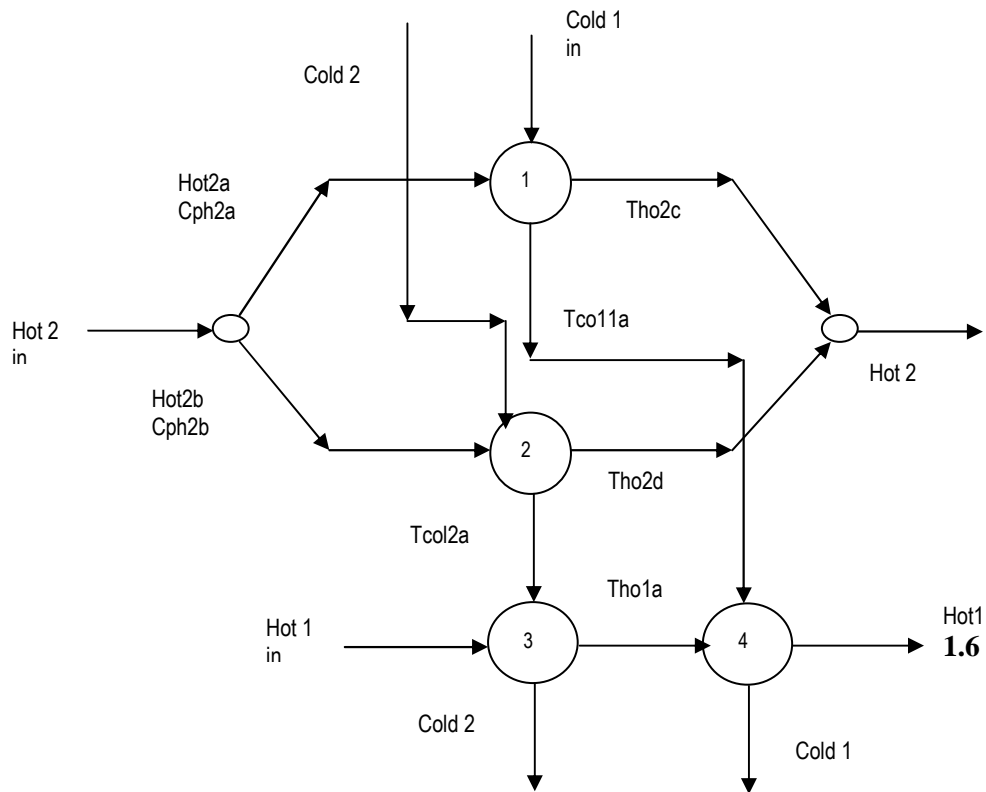 Cold 1
in
Cold 2
1
Hot2a
Cph2a
Tho2c
Hot 2
in
Tco11a
Hot 2
Hot2b
Cph2b
2
Tho2d
Tcol2a
Tho1a
Hot 1
in
3
4
Hot1
1.6
Cold 2
Cold 1